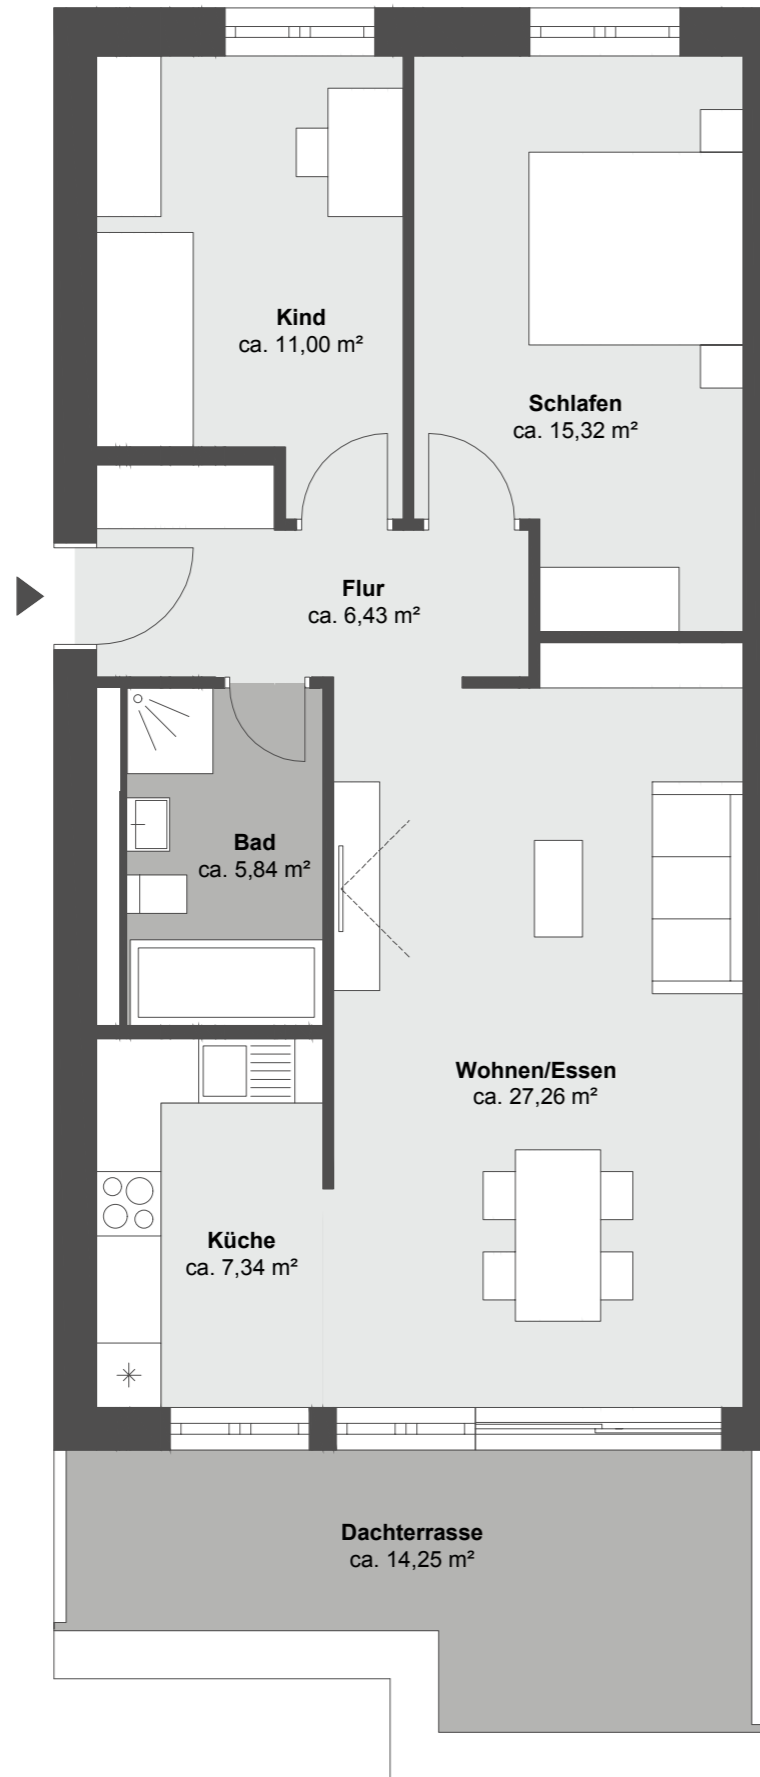 Kind
ca. 11,00 m²
Schlafen
ca. 15,32 m²
Flur
ca. 6,43 m²
Bad
ca. 5,84 m²
Wohnen/Essen
ca. 27,26 m²
Küche
ca. 7,34 m²
Dachterrasse
ca. 14,25 m²